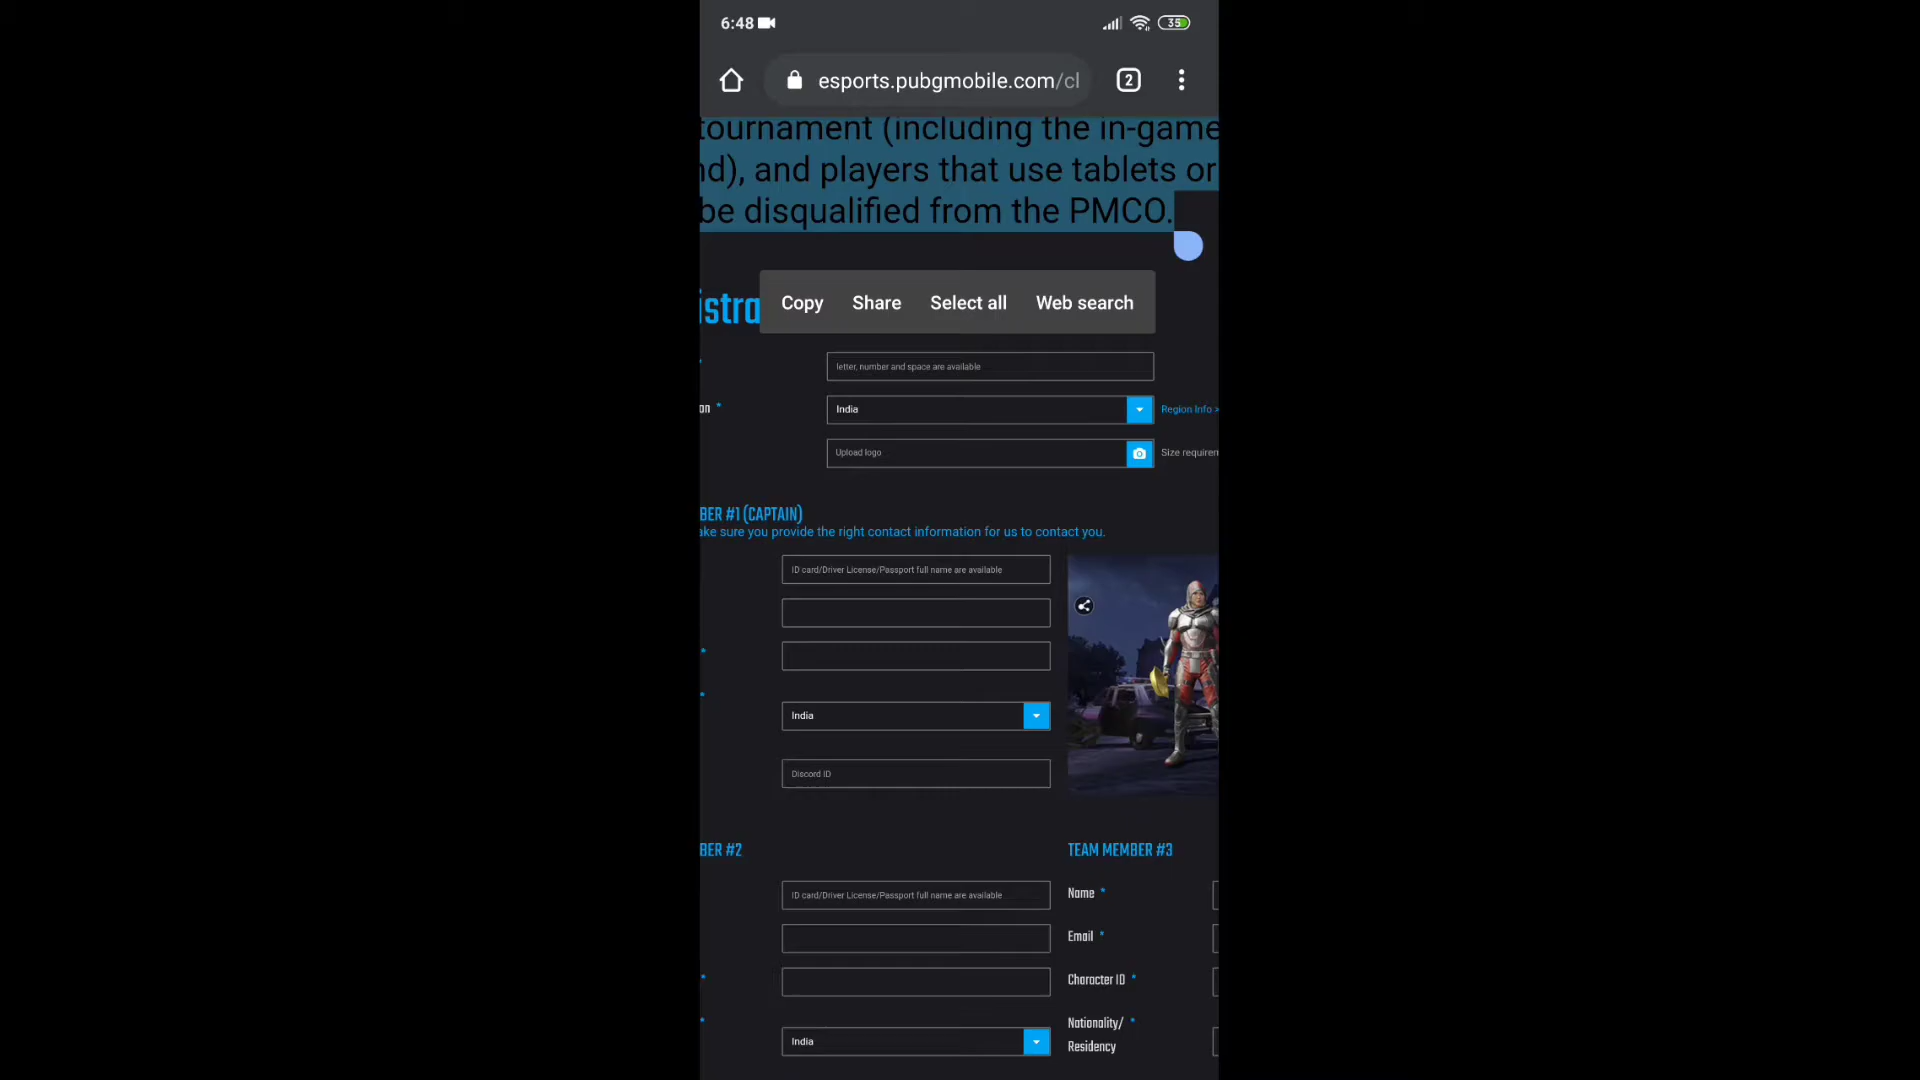 6:48
35
esports.pubgmobile.com/cl
2
tournament (including the in-game
nd), and players that use tablets or
be disqualified from the PMCO.
Copy Share Select all Web search
istra
*
letter, number and space are available
on *
India
Region Info >
Upload logo
Size requirem
BER #1 (CAPTAIN)
ake sure you provide the right contact information for us to contact you.
ID card/Driver License/Passport full name are available
*
*
India
Discord ID
BER #2
TEAM MEMBER #3
ID card/Driver License/Passport full name are available
Name *
Email *
*
Character ID *
*
Nationality/ *
Residency
India